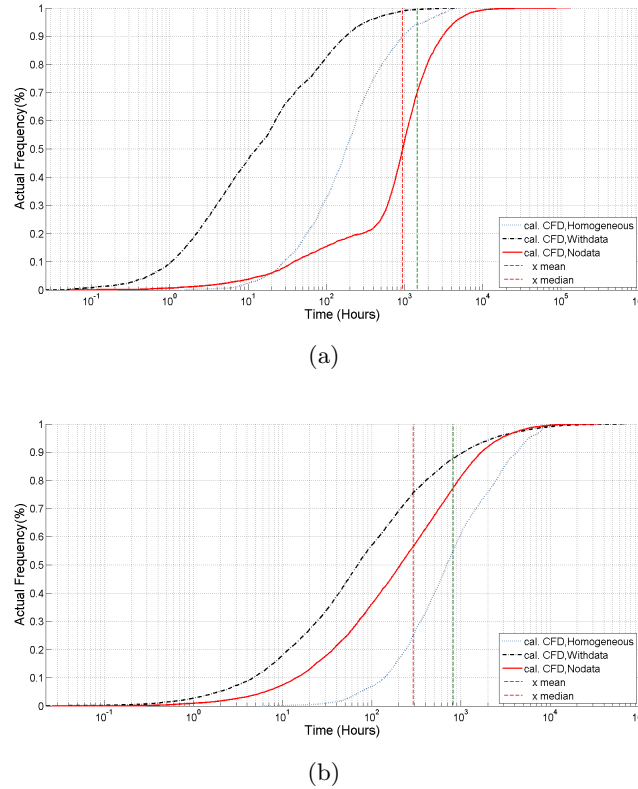 1
0.9
0.8
0.7
0.6
0.5
0.4
0.3
0.2
0.1
0
Actual Frequency(%)
cal. CFD,Homogeneous
cal. CFD,Withdata
cal. CFD,Nodata
x mean
x median
10^-1 10^0 10^1 10^2 10^3 10^4 10^5
Time (Hours)
(a)
1
0.9
0.8
0.7
0.6
0.5
0.4
0.3
0.2
0.1
0
Actual Frequency(%)
cal. CFD,Homogeneous
cal. CFD,Withdata
cal. CFD,Nodata
x mean
x median
10^-1 10^0 10^1 10^2 10^3 10^4
Time (Hours)
(b)